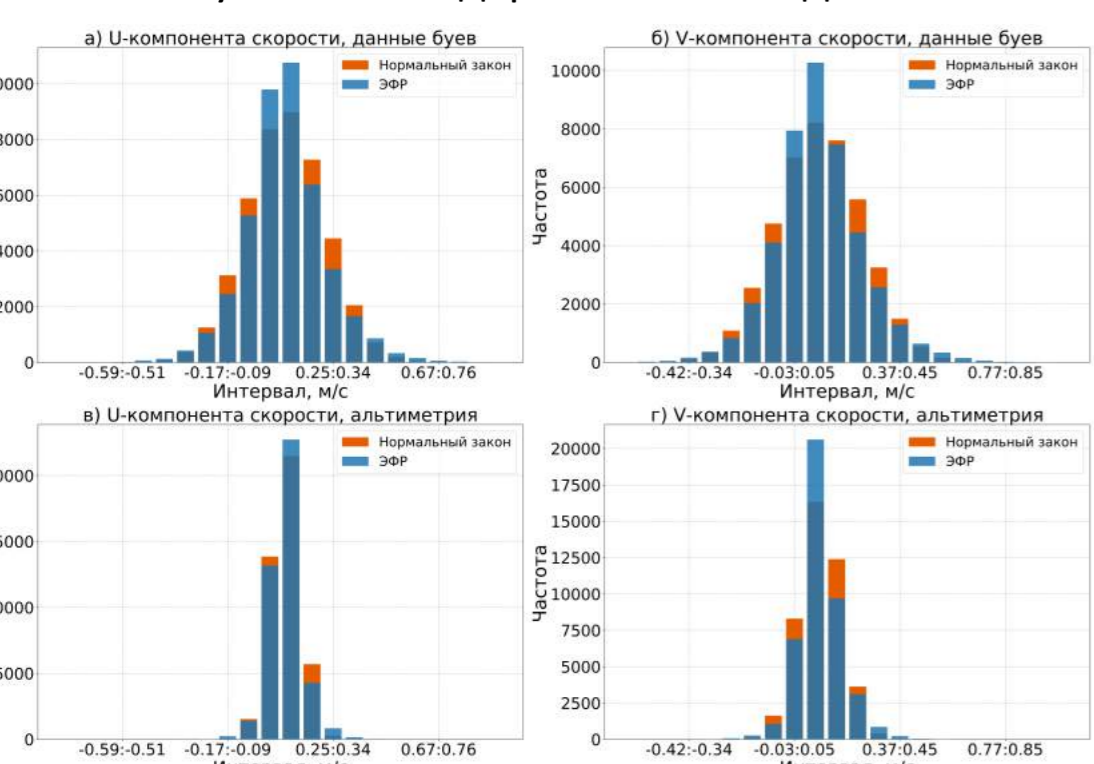 а) U-компонента скорости, данные буев
Нормальный закон
ЭФР
8000
6000
4000
2000
0
-0.59:-0.51 -0.17:-0.09 0.25:0.34 0.67:0.76
Интервал, м/с
б) V-компонента скорости, данные буев
Нормальный закон
ЭФР
Частота
10000
8000
6000
4000
2000
0
-0.42:-0.34 -0.03:0.05 0.37:0.45 0.77:0.85
Интервал, м/с
в) U-компонента скорости, альтиметрия
Нормальный закон
ЭФР
0
-0.59:-0.51 -0.17:-0.09 0.25:0.34 0.67:0.76
г) V-компонента скорости, альтиметрия
Нормальный закон
ЭФР
Частота
20000
17500
15000
12500
10000
7500
5000
2500
0
-0.42:-0.34 -0.03:0.05 0.37:0.45 0.77:0.85